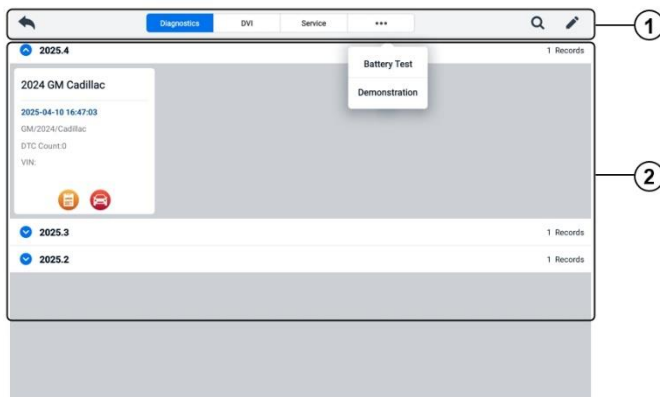 Diagnostics DVI Service •••
1
2025.4 1 Records
Battery Test
Demonstration
2024 GM Cadillac
2025-04-10 16:47:03
GM/2024/Cadillac
DTC Count:0
VIN:
2
2025.3 1 Records
2025.2 1 Records